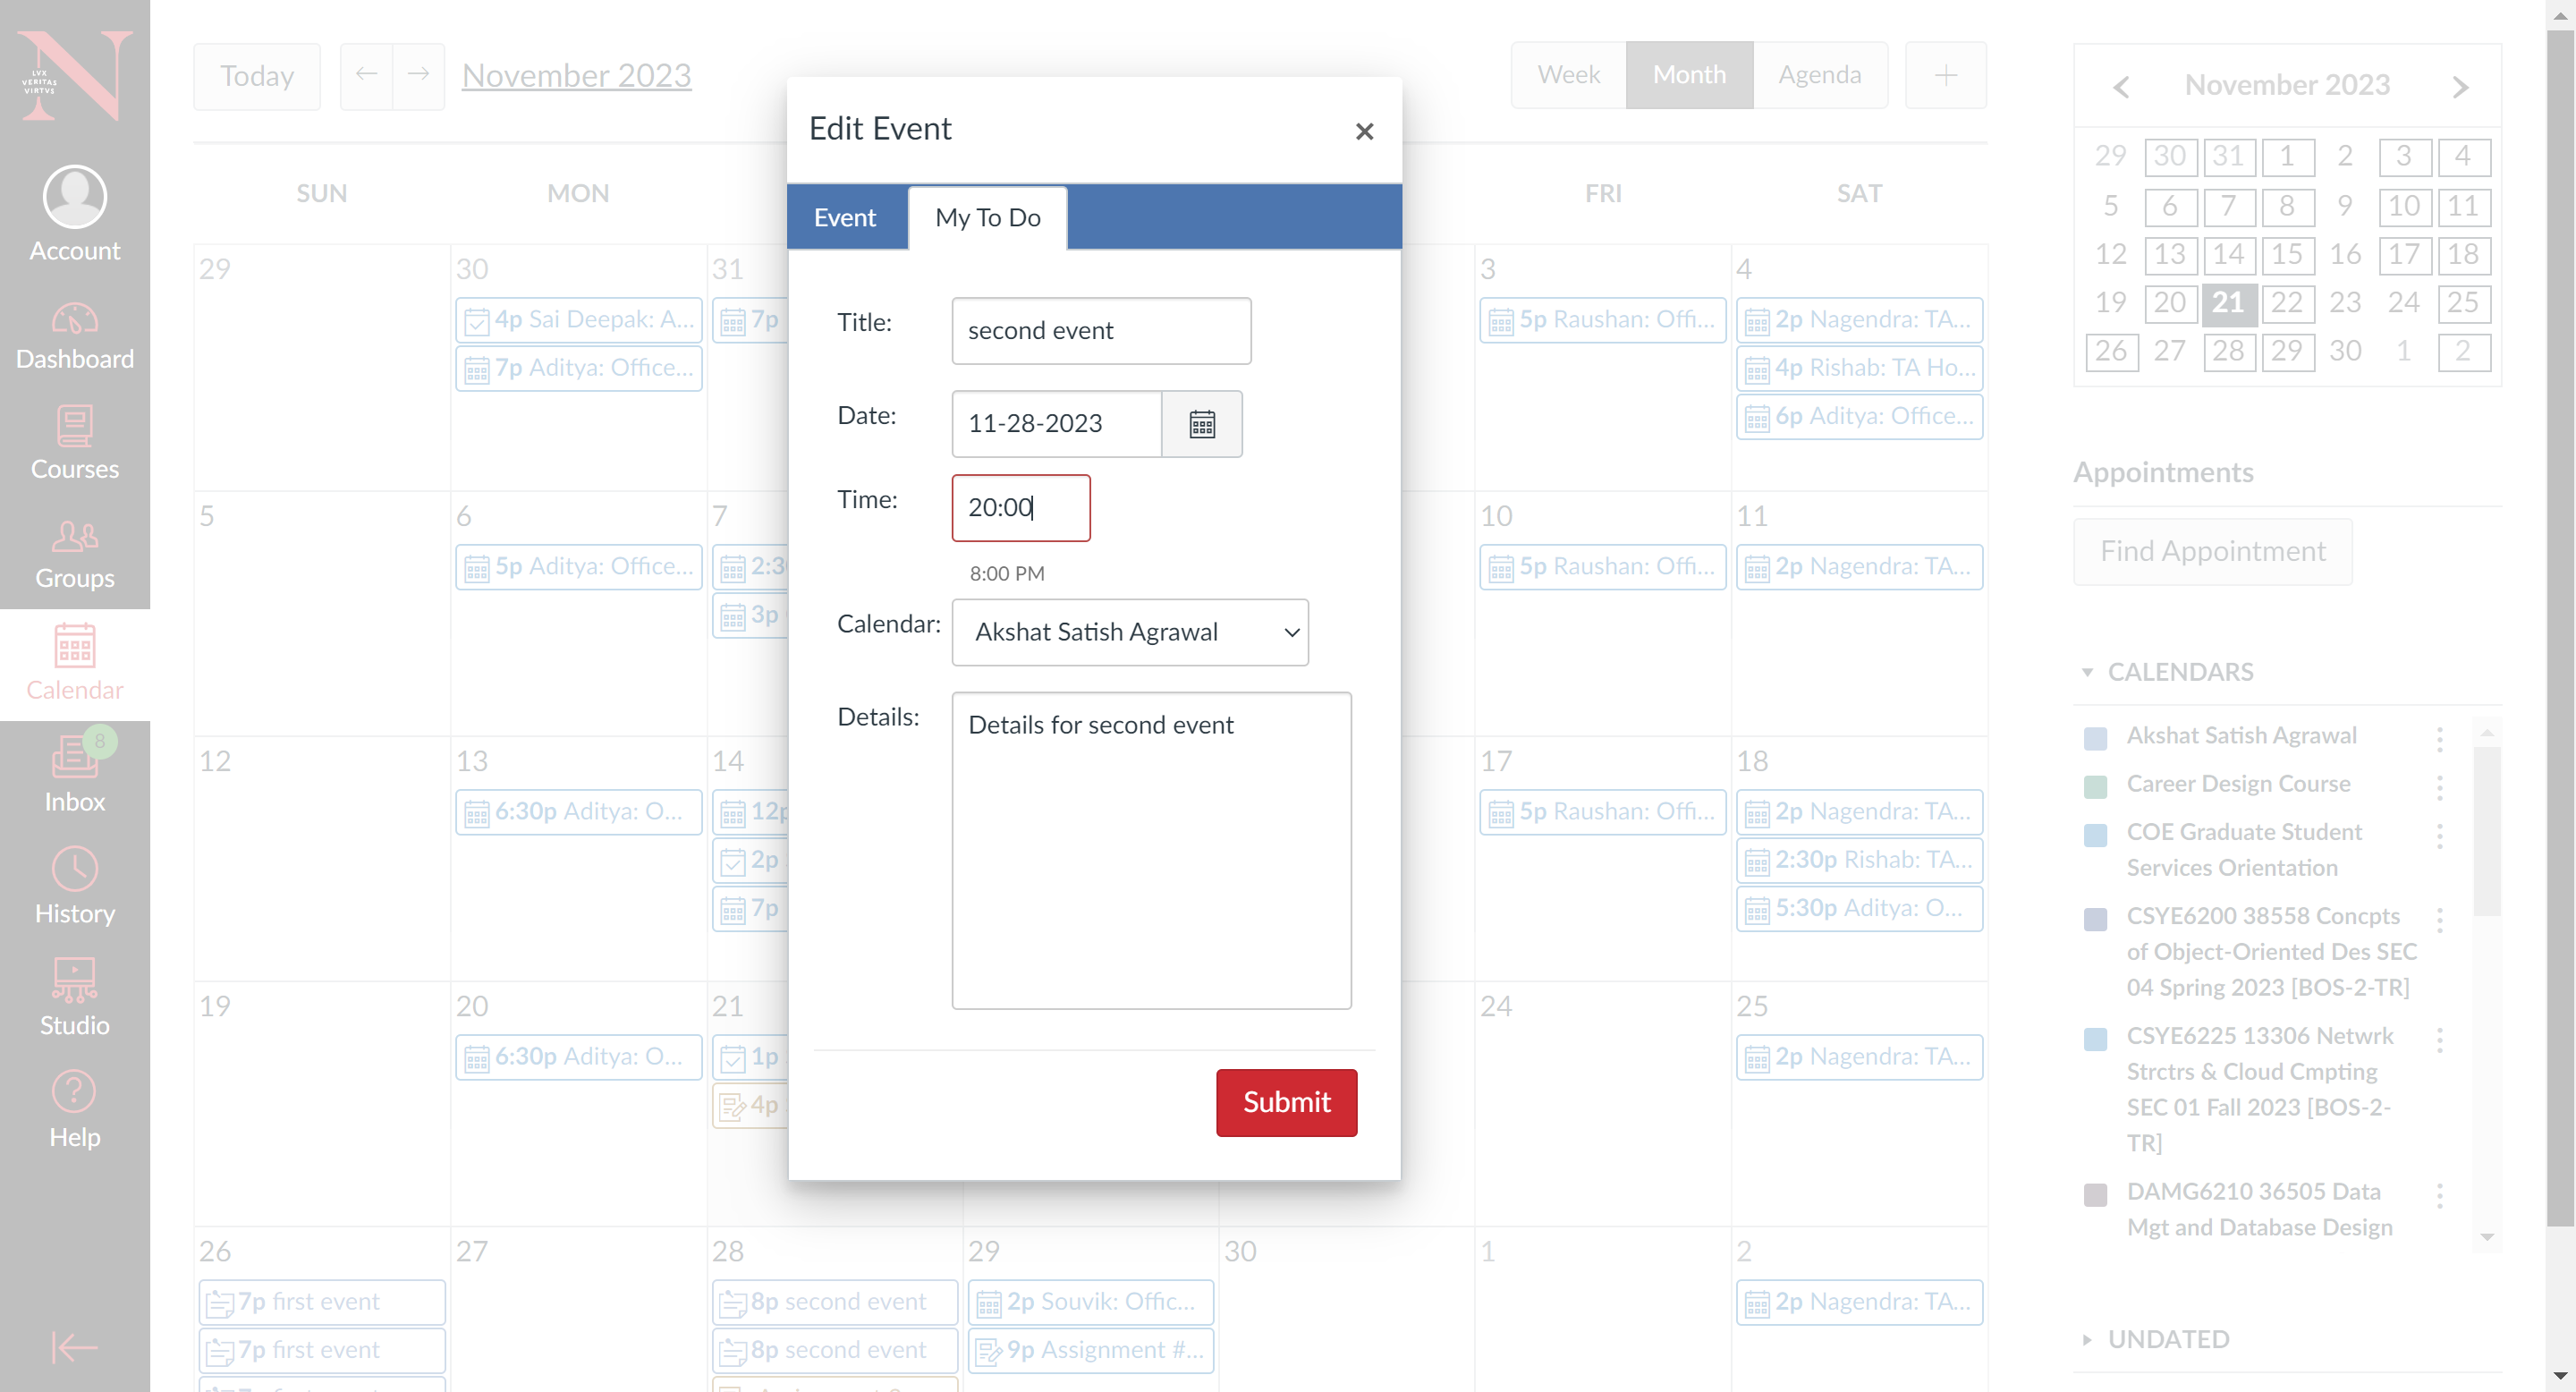 LVX
VERITAS
VIRTVS
Account
Dashboard
Courses
Groups
Calendar
8
Inbox
History
Studio
Help
Today
November 2023
Week
Month
Agenda
SUN
MON
FRI
SAT
29
30
4p Sai Deepak: A...
7p Aditya: Office...
31
7p
3
5p Raushan: Offi...
4
2p Nagendra: TA...
4p Rishab: TA Ho...
6p Aditya: Office...
5
6
5p Aditya: Office...
7
2:3
3p
10
5p Raushan: Offi...
11
2p Nagendra: TA...
12
13
6:30p Aditya: O...
14
12p
2p
7p
17
5p Raushan: Offi...
18
2p Nagendra: TA...
2:30p Rishab: TA...
5:30p Aditya: O...
19
20
6:30p Aditya: O...
21
1p
4p
24
25
2p Nagendra: TA...
26
7p first event
7p first event
27
28
8p second event
8p second event
29
2p Souvik: Offic...
9p Assignment #...
30
1
2
2p Nagendra: TA...
Edit Event
Event
My To Do
Title:
second event
Date:
11-28-2023
Time:
20:00
8:00 PM
Calendar:
Akshat Satish Agrawal
Details:
Details for second event
Submit
November 2023
29 30 31 1 2 3 4
5 6 7 8 9 10 11
12 13 14 15 16 17 18
19 20 21 22 23 24 25
26 27 28 29 30 1 2
Appointments
Find Appointment
CALENDARS
Akshat Satish Agrawal
Career Design Course
COE Graduate Student
Services Orientation
CSYE6200 38558 Concpts
of Object-Oriented Des SEC
04 Spring 2023 [BOS-2-TR]
CSYE6225 13306 Netwrk
Strctrs & Cloud Cmpting
SEC 01 Fall 2023 [BOS-2-
TR]
DAMG6210 36505 Data
Mgt and Database Design
UNDATED